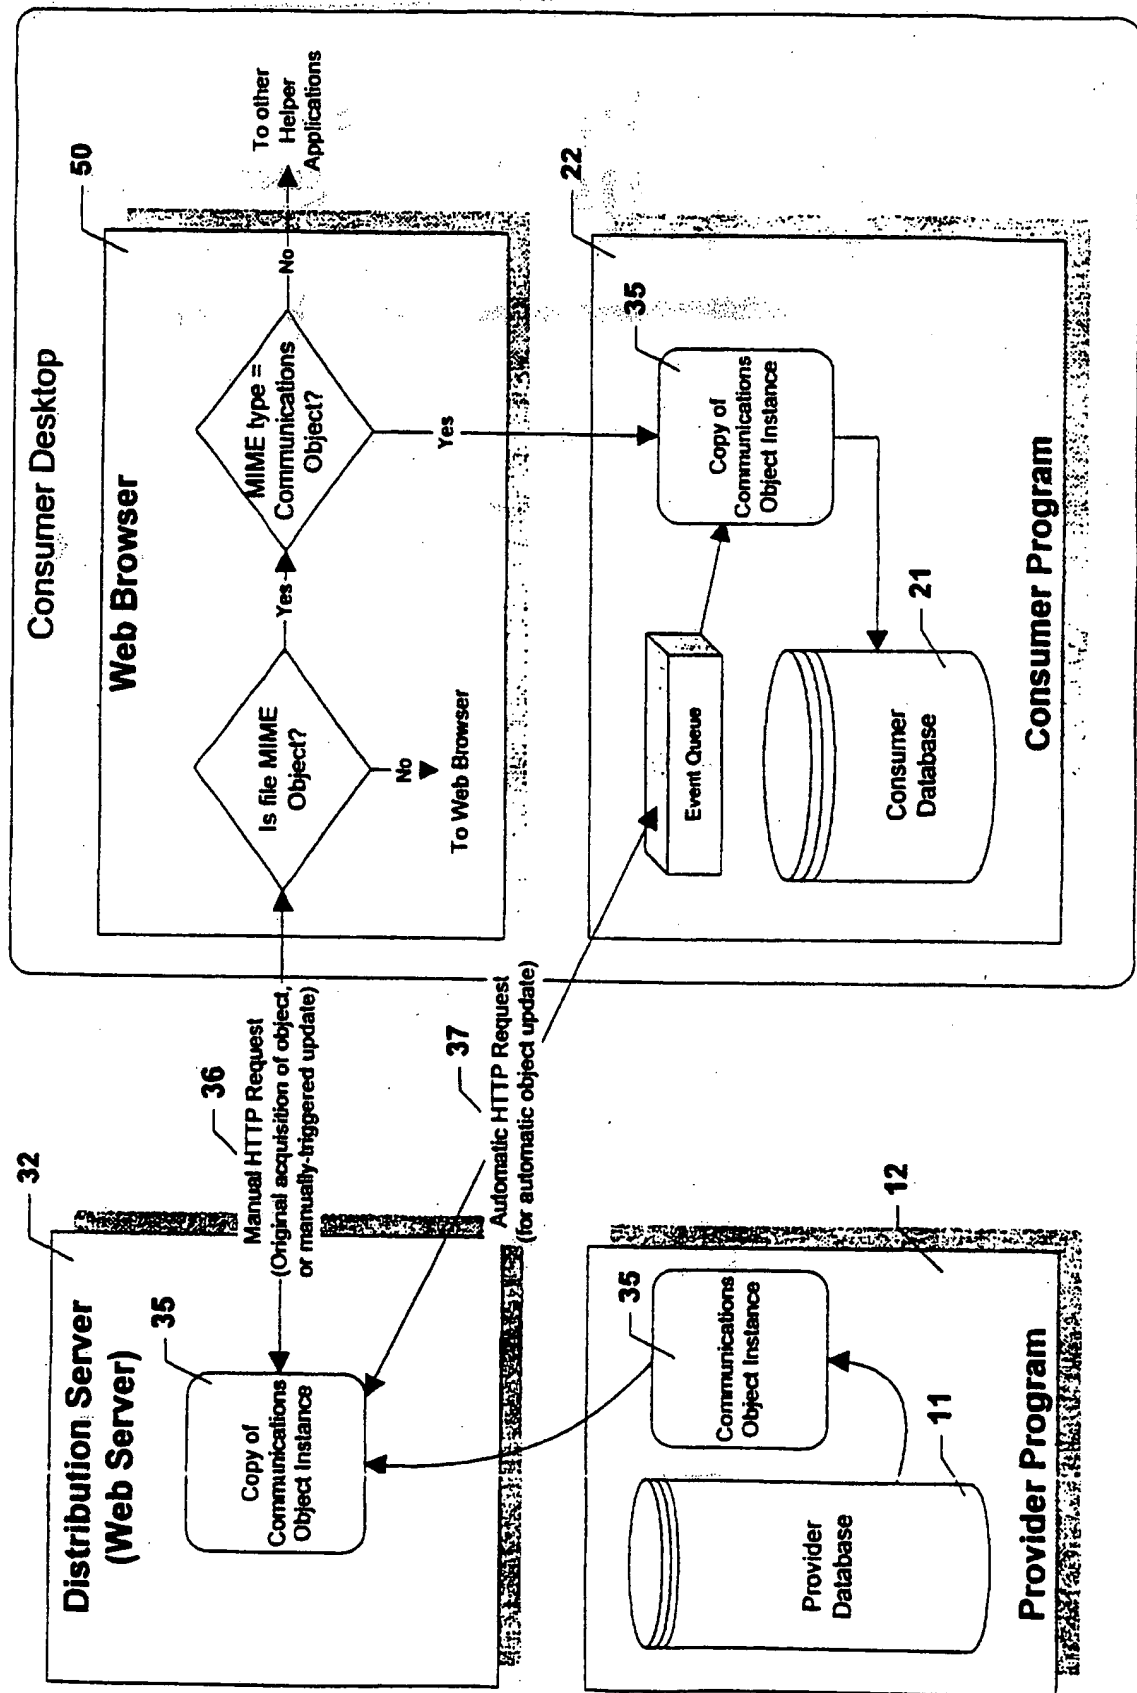 Consumer Desktop
50
Web Browser
Is file MIME
Object?
Yes
No
To Web Browser
MIME type =
Communications
Object?
No
Yes
To other
Helper
Applications
22
35
Copy of
Communications
Object Instance
Event Queue
21
Consumer
Database
Consumer Program
36
Manual HTTP Request
(Original acquisition of object,
or manually-triggered update)
37
Automatic HTTP Request
(for automatic object update)
32
Distribution Server
(Web Server)
35
Copy of
Communications
Object Instance
12
35
Communications
Object Instance
11
Provider
Database
Provider Program